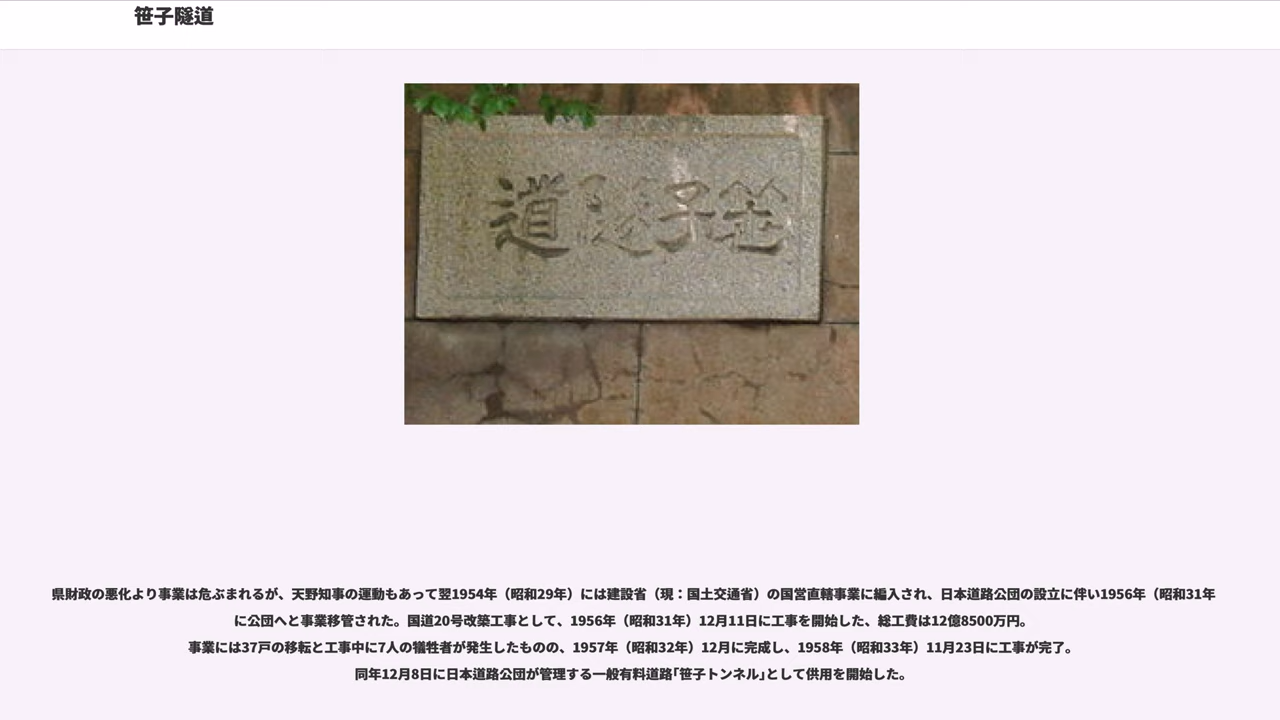 笹子隧道
道隧子笹
県財政の悪化より事業は危ぶまれるが、天野知事の運動もあって翌1954年（昭和29年）には建設省（現：国土交通省）の国営直轄事業に編入され、日本道路公団の設立に伴い1956年（昭和31年
に公団へと事業移管された。国道20号改築工事として、1956年（昭和31年）12月11日に工事を開始した、総工費は12億8500万円。
事業には37戸の移転と工事中に7人の犠牲者が発生したものの、1957年（昭和32年）12月に完成し、1958年（昭和33年）11月23日に工事が完了。
同年12月8日に日本道路公団が管理する一般有料道路｢笹子トンネル｣として供用を開始した。